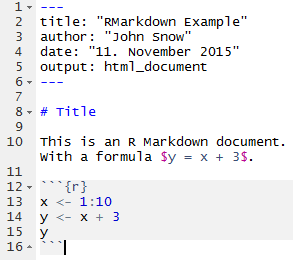 1 ---
2 title: "RMarkdown Example"
3 author: "John Snow"
4 date: "11. November 2015"
5 output: html_document
6 ---
7
8 # Title
9
10 This is an R Markdown document.
With a formula $y = x + 3$.
11
12 ```{r}
13 x <- 1:10
14 y <- x + 3
15 y
16 ```